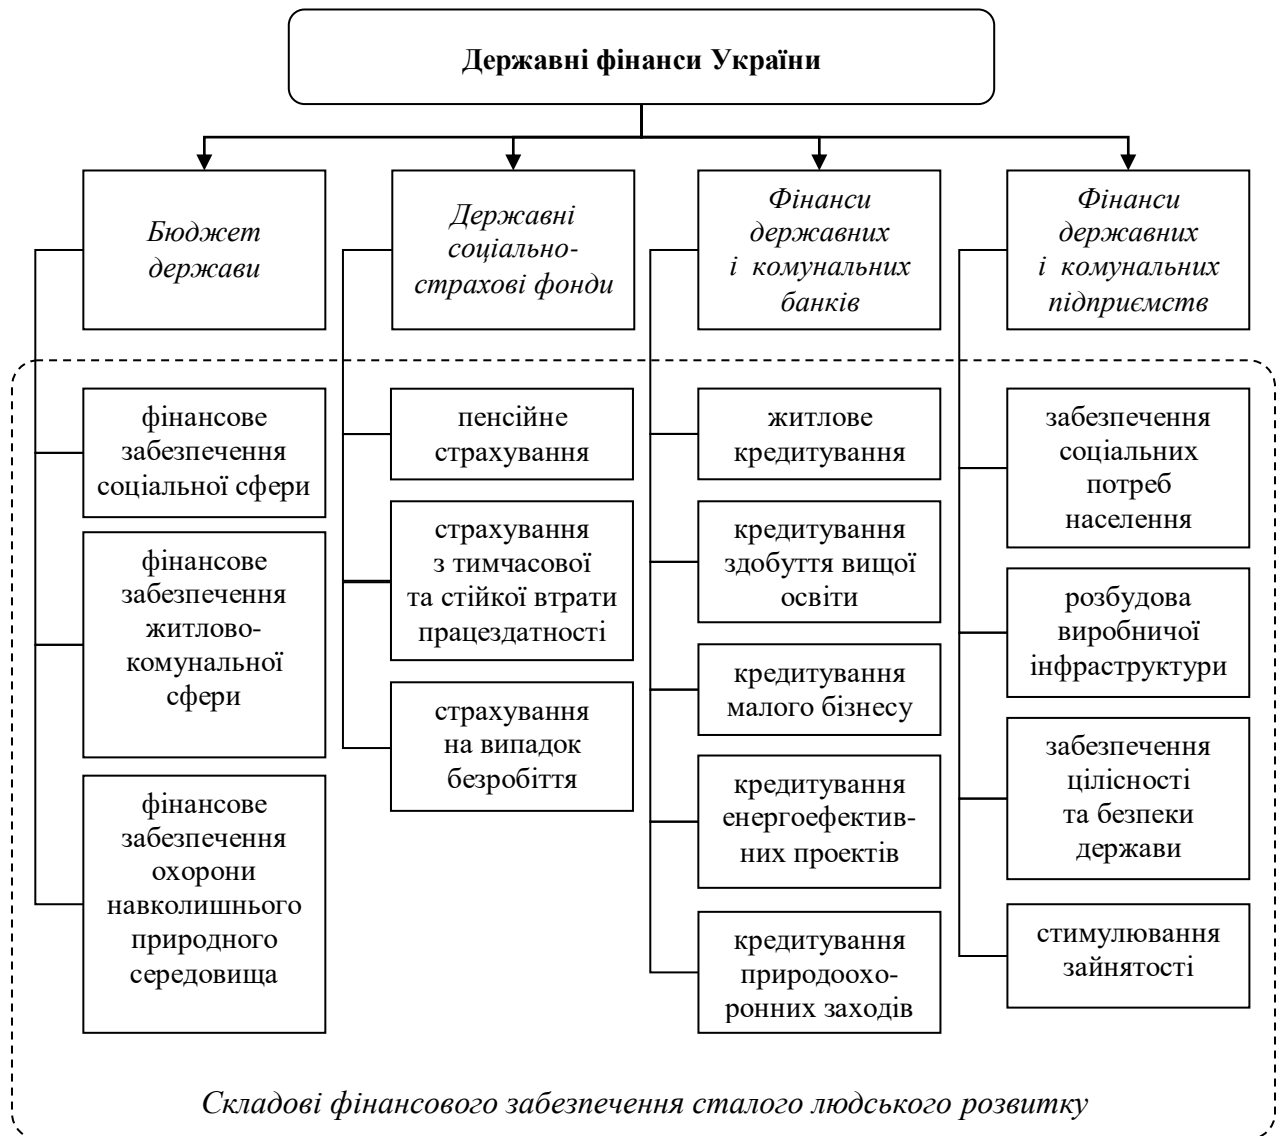 Державні фінанси України
Бюджет
держави
фінансове
забезпечення
соціальної сфери
фінансове
забезпечення
житлово-
комунальної
сфери
фінансове
забезпечення
охорони
навколишнього
природного
середовища
Державні
соціально-
страхові фонди
пенсійне
страхування
страхування
з тимчасової
та стійкої втрати
працездатності
страхування
на випадок
безробіття
Фінанси
державних
і комунальних
банків
житлове
кредитування
кредитування
здобуття вищої
освіти
кредитування
малого бізнесу
кредитування
енергоефектив-
них проектів
кредитування
природоохо-
ронних заходів
Фінанси
державних
і комунальних
підприємств
забезпечення
соціальних
потреб
населення
розбудова
виробничої
інфраструктури
забезпечення
цілісності
та безпеки
держави
стимулювання
зайнятості
Складові фінансового забезпечення сталого людського розвитку